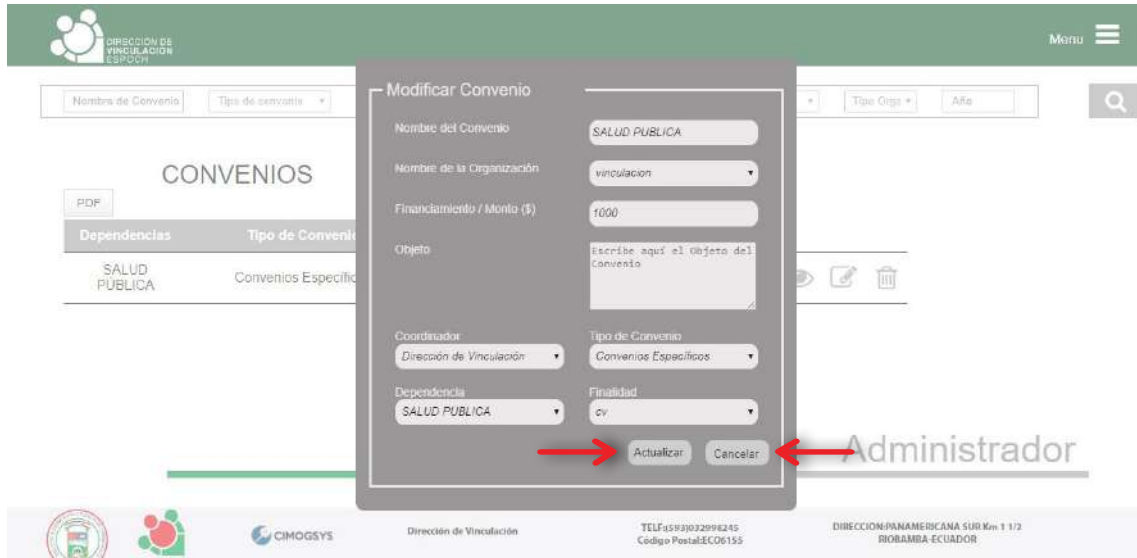 DIRECCIÓN DE
VINCULACIÓN
ESPOCH
Menu
Nombre de Convenio
Tipo de convenio
Tipo Orga
Año
Modificar Convenio
Nombre del Convenio
SALUD PUBLICA
Nombre de la Organización
vinculacion
Financiamiento / Monto ($)
1000
Objeto
Escribe aquí el Objeto del
Convenio
Coordinador
Tipo de Convenio
Dirección de Vinculación
Convenios Especificos
Dependencia
Finalidad
SALUD PUBLICA
cv
Actualizar
Cancelar
CONVENIOS
PDF
Dependencias
Tipo de Convenio
SALUD
PÚBLICA
Convenios Específic
Administrador
CIMOGSYS
Dirección de Vinculación
TELF:(593)032998245
Código Postal:EC06155
DIRECCION:PANAMERICANA SUR Km 1 1/2
RIOBAMBA-ECUADOR